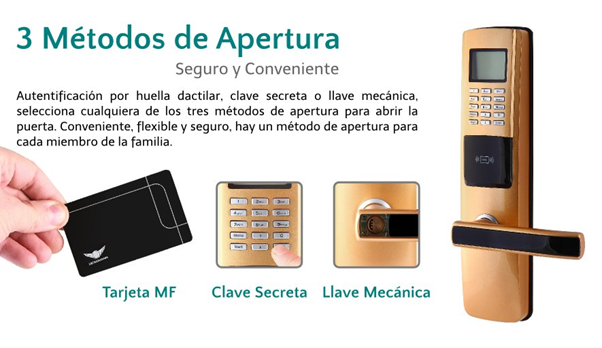 3 Métodos de Apertura
Seguro y Conveniente
Autentificación por huella dactilar, clave secreta o llave mecánica,
selecciona cualquiera de los tres métodos de apertura para abrir la
puerta. Conveniente, flexible y seguro, hay un método de apertura para
cada miembro de la familia.
Tarjeta MF
Clave Secreta
Llave Mecánica